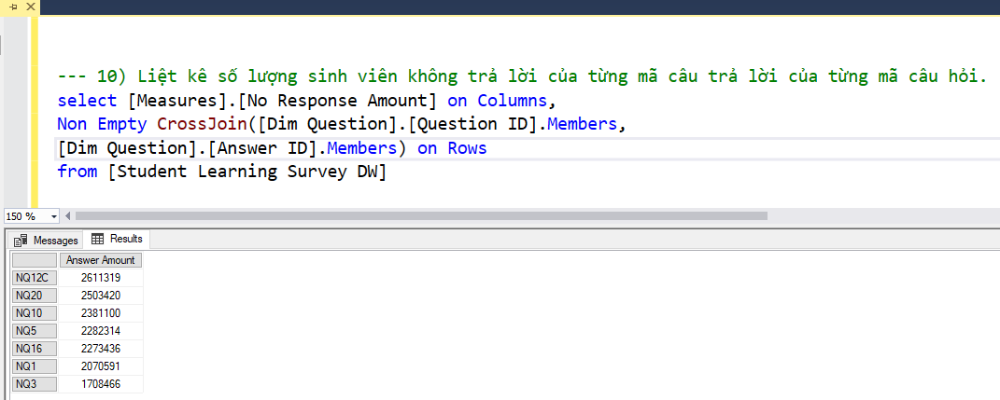 --- 10) Liệt kê số lượng sinh viên không trả lời của từng mã câu trả lời của từng mã câu hỏi.
select [Measures].[No Response Amount] on Columns,
Non Empty CrossJoin([Dim Question].[Question ID].Members,
[Dim Question].[Answer ID].Members) on Rows
from [Student Learning Survey DW]
150 %
Messages Results
Answer Amount
NQ12C 2611319
NQ20 2503420
NQ10 2381100
NQ5 2282314
NQ16 2273436
NQ1 2070591
NQ3 1708466